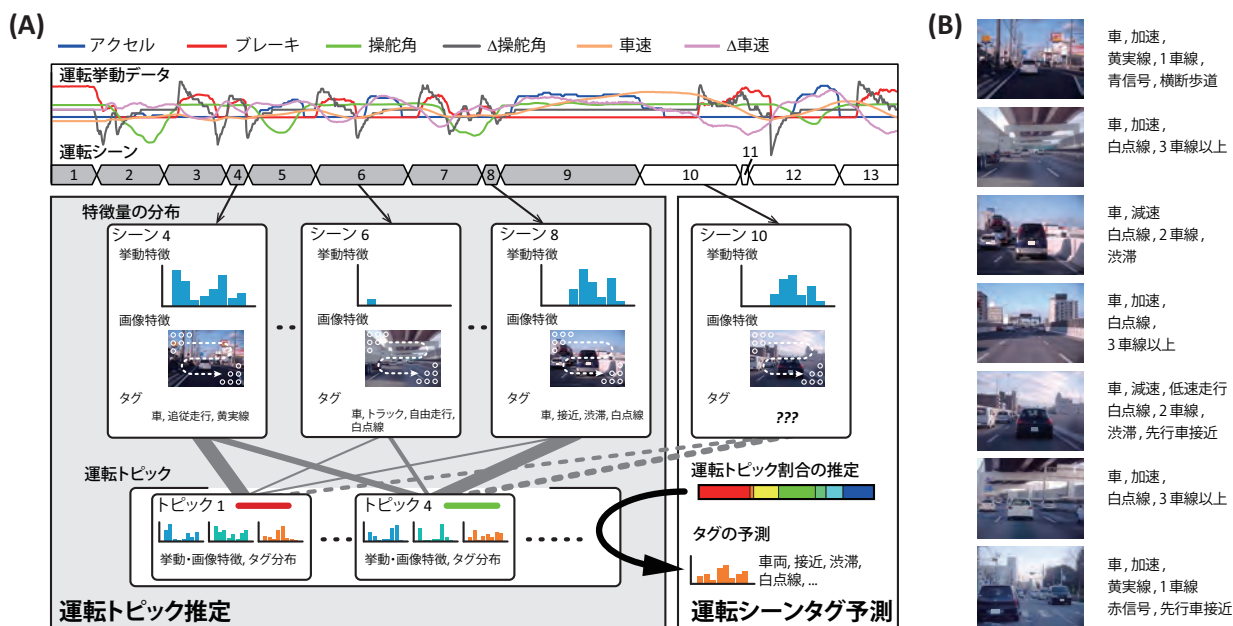 (A)
アクセル ブレーキ 操舵角 Δ操舵角 車速 Δ車速
運転挙動データ
運転シーン
1 2 3 4 5 6 7 8 9 10 11 12 13
特徴量の分布
シーン 4
挙動特徴
画像特徴
タグ
車, 追従走行, 黄実線
シーン 6
挙動特徴
画像特徴
タグ
車, トラック, 自由走行,
白点線
シーン 8
挙動特徴
画像特徴
タグ
車, 接近, 渋滞, 白点線
シーン 10
挙動特徴
画像特徴
タグ
???
運転トピック
トピック 1
挙動・画像特徴, タグ分布
トピック 4
挙動・画像特徴, タグ分布
運転トピック推定
運転トピック割合の推定
タグの予測
車両, 接近, 渋滞,
白点線, ...
運転シーンタグ予測
(B)
車, 加速,
黄実線, 1車線,
青信号, 横断歩道
車, 加速,
白点線, 3車線以上
車, 減速
白点線, 2車線,
渋滞
車, 加速,
白点線,
3車線以上
車, 減速, 低速走行
白点線, 2車線,
渋滞, 先行車接近
車, 加速,
白点線, 3車線以上
車, 加速,
黄実線, 1車線
赤信号, 先行車接近